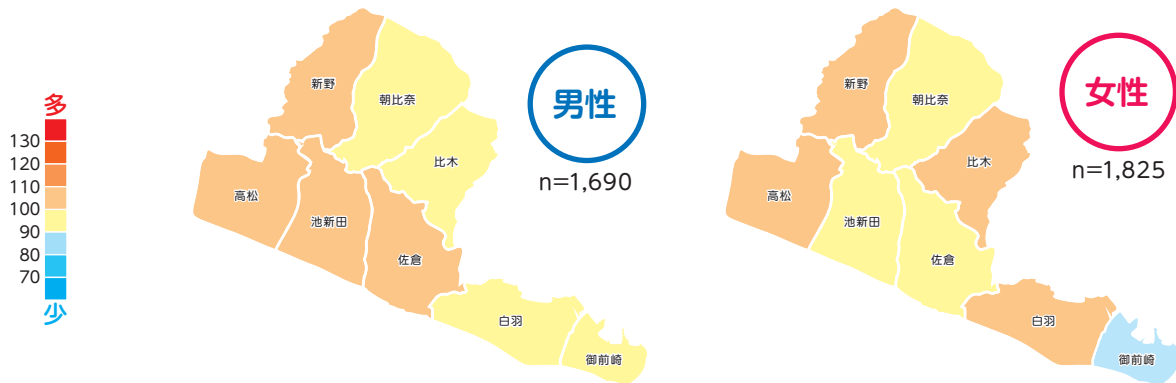 多
130
120
110
100
90
80
70
少
新野
朝比奈
比木
高松
池新田
佐倉
白羽
御前崎
男性
n=1,690
新野
朝比奈
比木
高松
池新田
佐倉
白羽
御前崎
女性
n=1,825